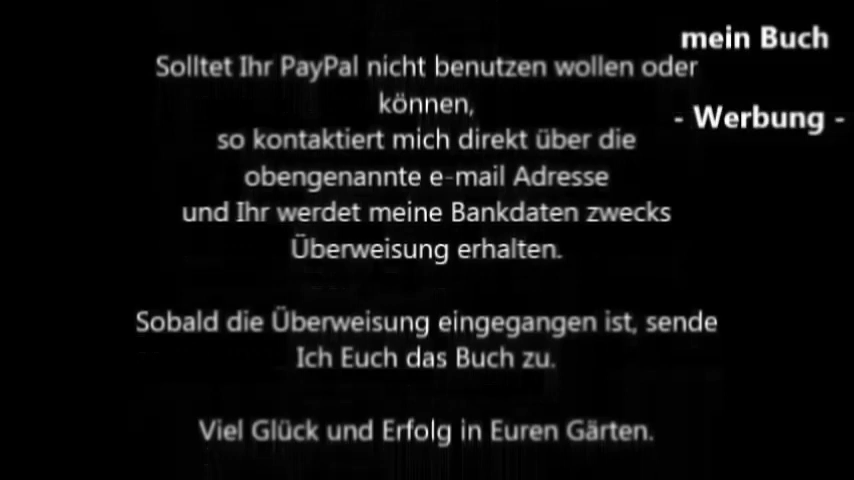 mein Buch
- Werbung -
Solltet Ihr PayPal nicht benutzen wollen oder
können,
so kontaktiert mich direkt über die
obengenannte e-mail Adresse
und Ihr werdet meine Bankdaten zwecks
Überweisung erhalten.
Sobald die Überweisung eingegangen ist, sende
Ich Euch das Buch zu.
Viel Glück und Erfolg in Euren Gärten.